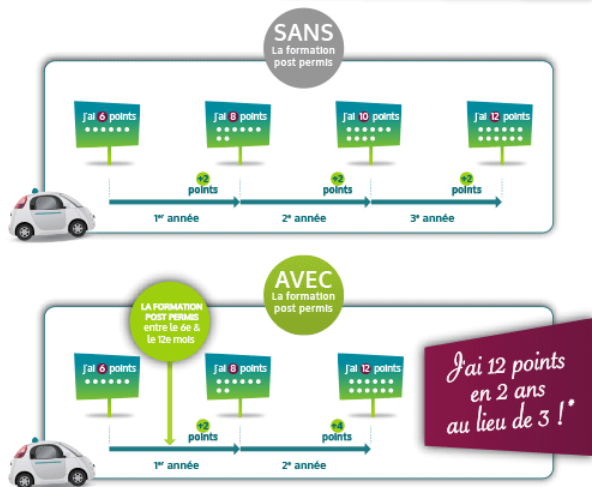 SANS
La formation
post permis
J'ai 6 points
J'ai 8 points
J'ai 10 points
J'ai 12 points
+2
points
+2
points
+2
points
1er année
2e année
3e année
AVEC
La formation
post permis
LA FORMATION
POST PERMIS
entre le 6e &
le 12e mois
J'ai 6 points
J'ai 8 points
J'ai 12 points
J'ai 12 points
en 2 ans
au lieu de 3 !*
+2
points
+4
points
1er année
2e année